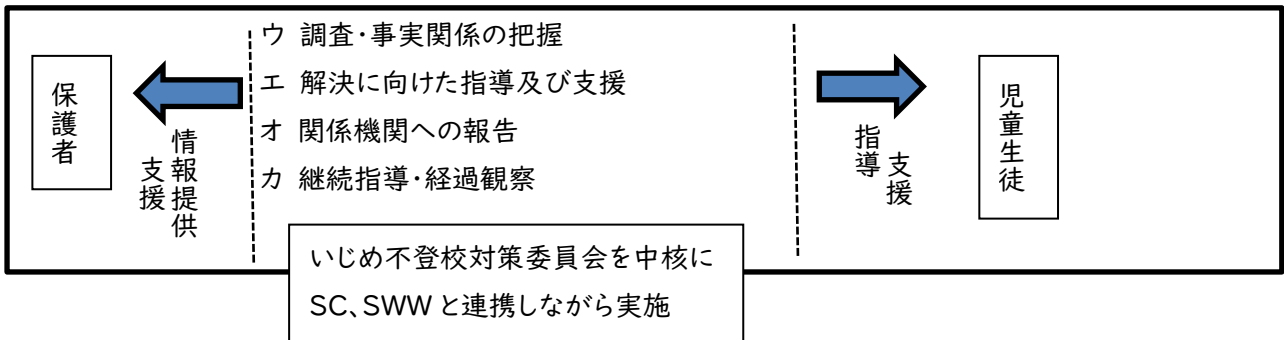 保護者
情報提供
支援
ウ 調査・事実関係の把握
エ 解決に向けた指導及び支援
オ 関係機関への報告
カ 継続指導・経過観察
支援
指導
児童生徒
いじめ不登校対策委員会を中核に
SC、SWWと連携しながら実施